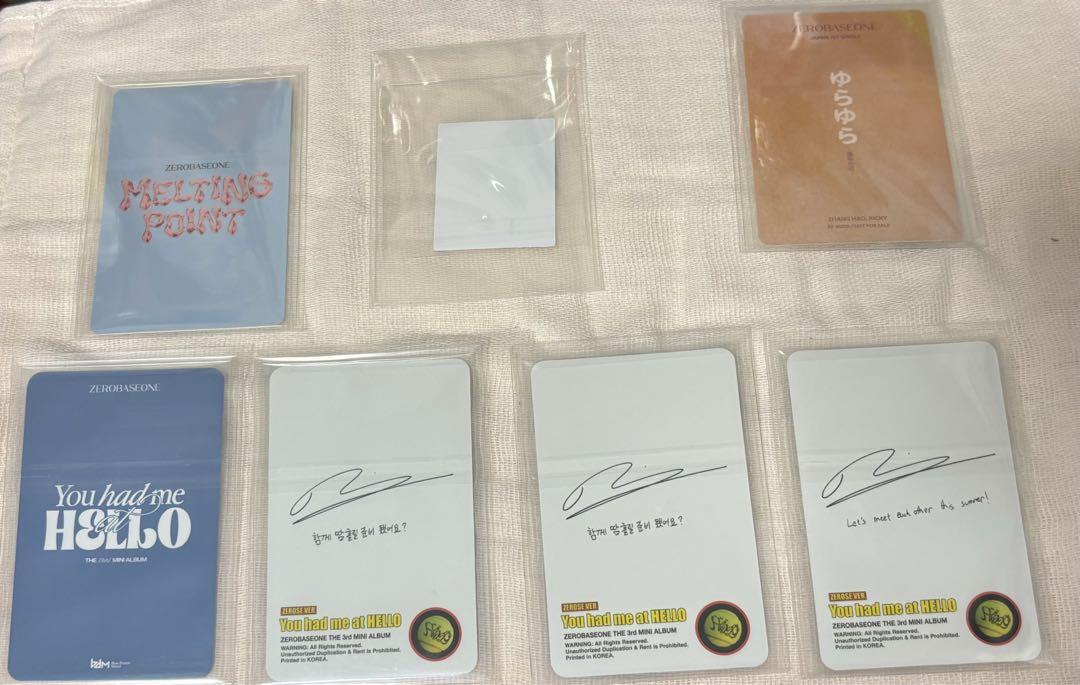 ZEROBASEONE
MELTING
POINT
ZEROBASEONE
JAPAN 1ST SINGLE
ゆらゆら
ZHANG HAO, RICKY
NOT FOR SALE
ZEROBASEONE
You had me
at
HELLO
THE 3rd MINI ALBUM
함께 땀흘릴 준비 됐어요?
ZEROSE VER
You had me at HELLO
ZEROBASEONE THE 3rd MINI ALBUM
WARNING: All Rights Reserved.
Unauthorized Duplication & Rent is Prohibited.
Printed in KOREA.
함께 땀흘릴 준비 됐어요?
ZEROSE VER
You had me at HELLO
ZEROBASEONE THE 3rd MINI ALBUM
WARNING: All Rights Reserved.
Unauthorized Duplication & Rent is Prohibited.
Printed in KOREA.
Let's meet each other this summer!
ZEROSE VER
You had me at HELLO
ZEROBASEONE THE 3rd MINI ALBUM
WARNING: All Rights Reserved.
Unauthorized Duplication & Rent is Prohibited.
Printed in KOREA.